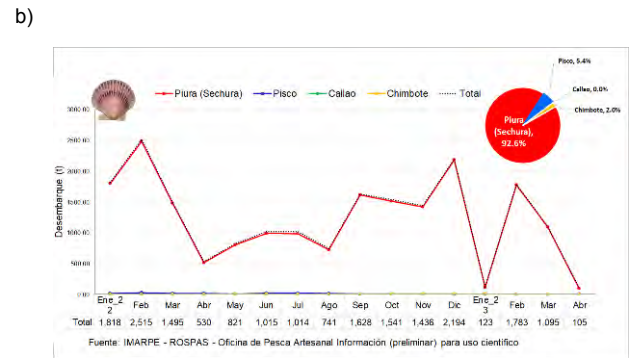 b)
Piura (Sechura) Pisco Callao Chimbote Total
Pisco, 5.4%
Callao, 0.0%
Chimbote, 2.0%
Piura
(Sechura),
92.6%
Desembarque (t)
3000.00
2500.00
2000.00
1500.00
1000.00
500.00
0.00
Ene_2
2 Feb Mar Abr May Jun Jul Ago Sep Oct Nov Dic Ene_2
3 Feb Mar Abr
Total 1,818 2,515 1,495 530 821 1,015 1,014 741 1,628 1,541 1,436 2,194 123 1,783 1,095 105
Fuente: IMARPE - ROSPAS - Oficina de Pesca Artesanal Información (preliminar) para uso científico